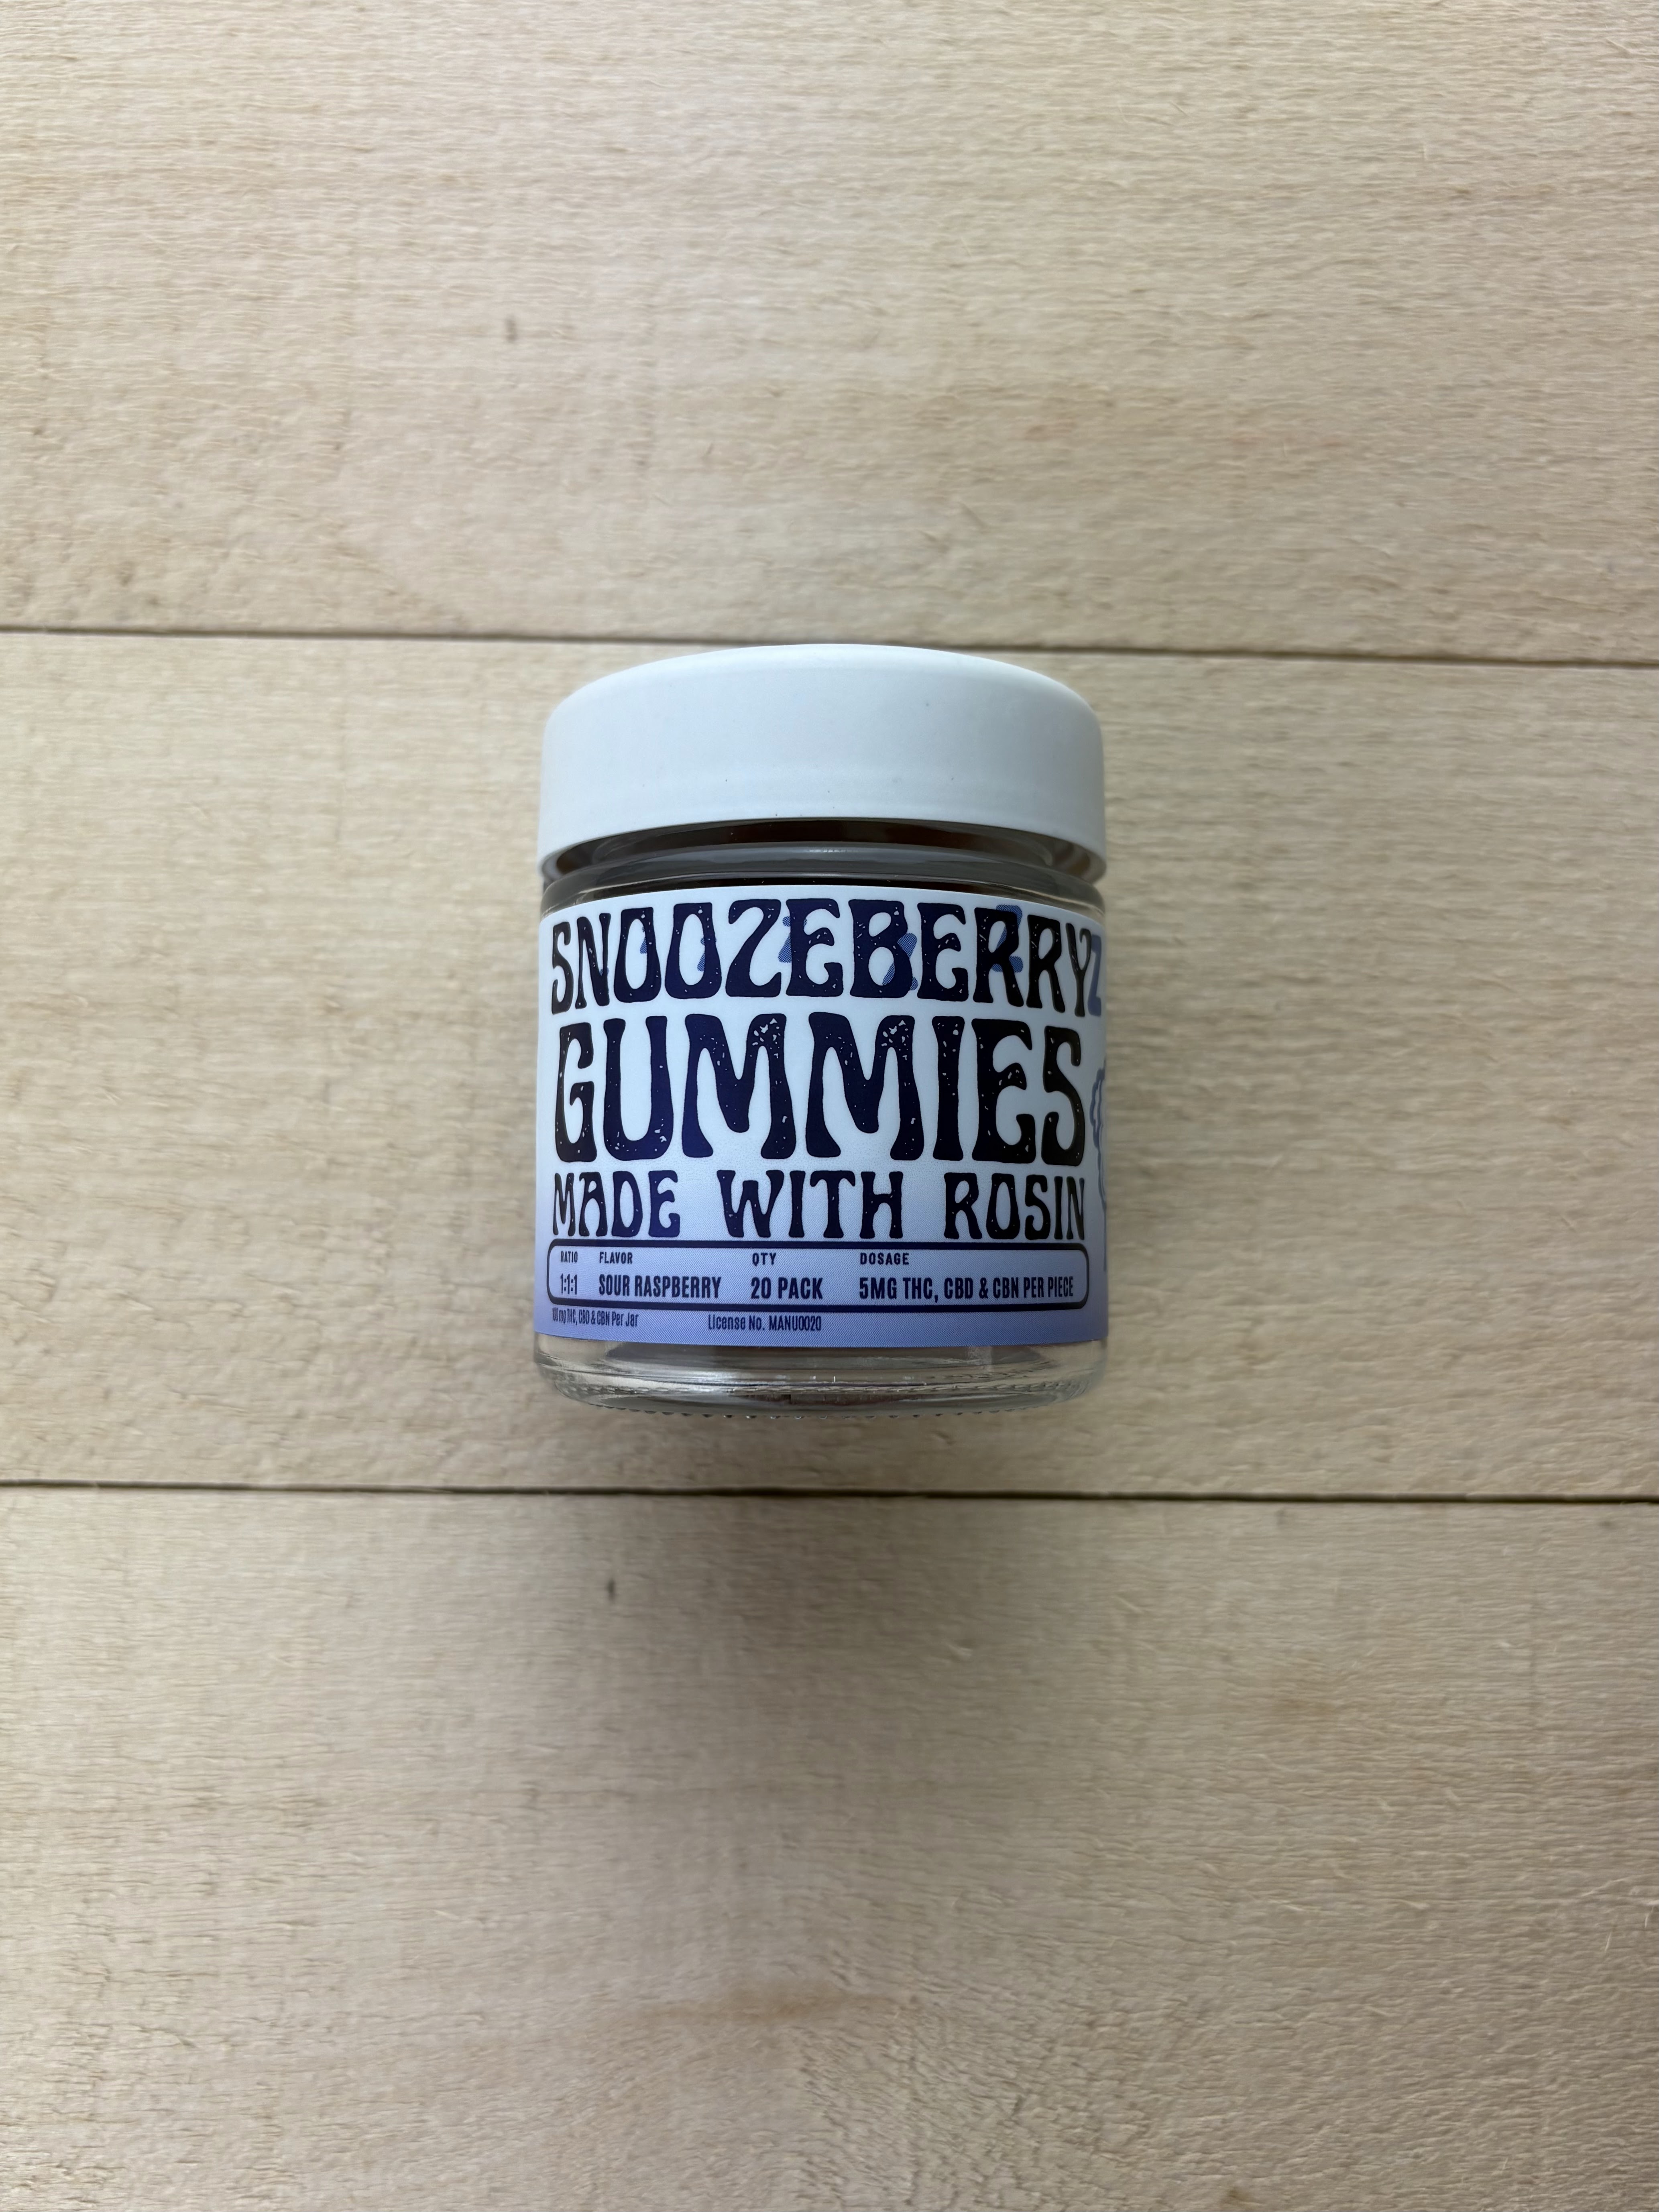 SNOOZEBERRY
GUMMIES
MADE WITH ROSIN
RATIO FLAVOR QTY DOSAGE
1:1:1 SOUR RASPBERRY 20 PACK 5MG THC, CBD & CBN PER PIECE
100 mg THC, CBD & CBN Per Jar License No. MANU0020